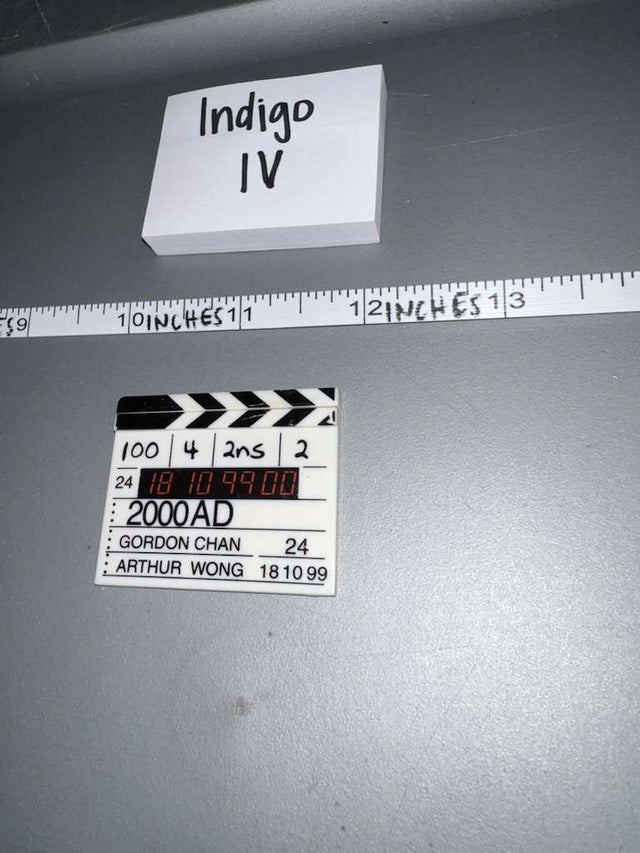 Indigo
IV
9 10 INCHES 11 12 INCHES 13
100 4 2ns 2
24 18 10 99 00
2000AD
GORDON CHAN 24
ARTHUR WONG 18 10 99